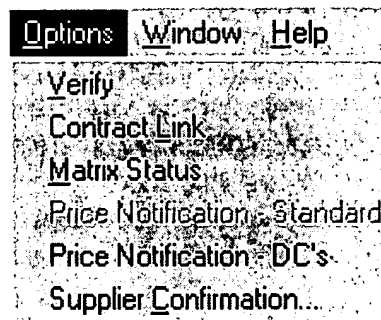 Options Window Help
Verify
Contract Link
Matrix Status
Price Notification - Standard
Price Notification - DC's
Supplier Confirmation...